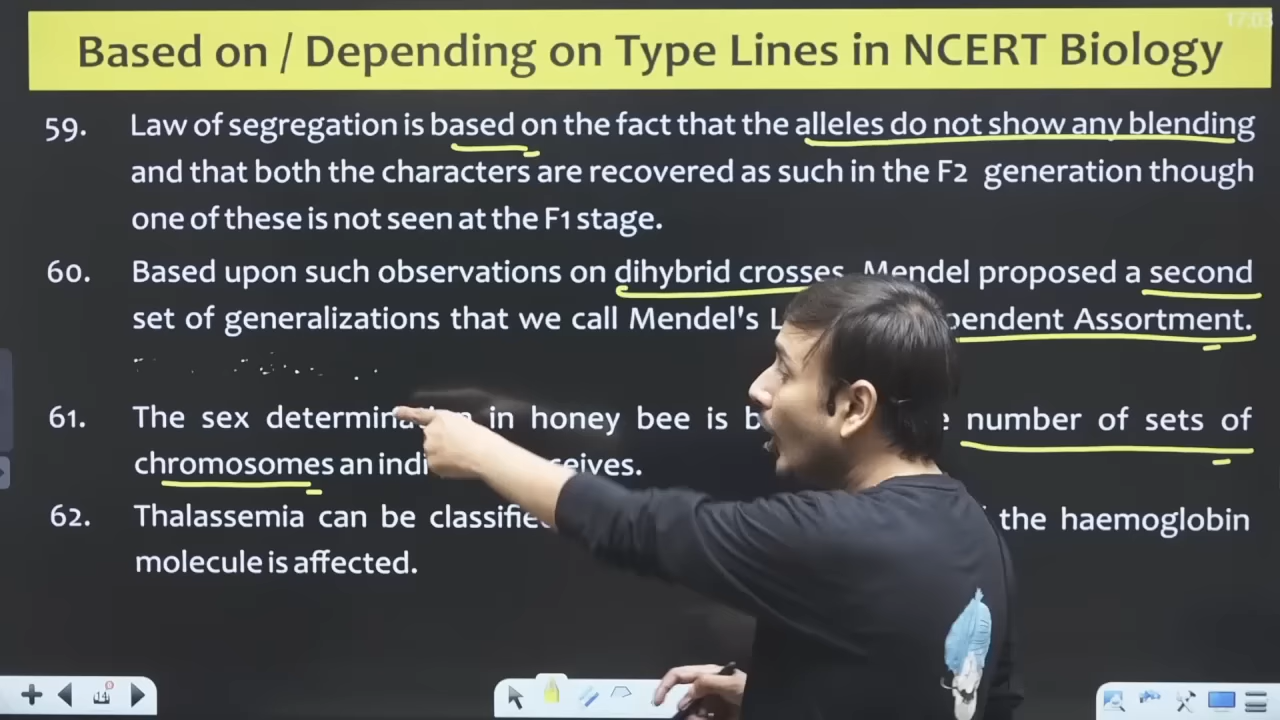 17:03
Based on / Depending on Type Lines in NCERT Biology
59. Law of segregation is based on the fact that the alleles do not show any blending
and that both the characters are recovered as such in the F2 generation though
one of these is not seen at the F1 stage.
60. Based upon such observations on dihybrid crosses Mendel proposed a second
set of generalizations that we call Mendel's pendent Assortment.
61. The sex in honey bee is number of sets of
chromosomes an
62. Thalassemia can be the haemoglobin
molecule is affected.
14